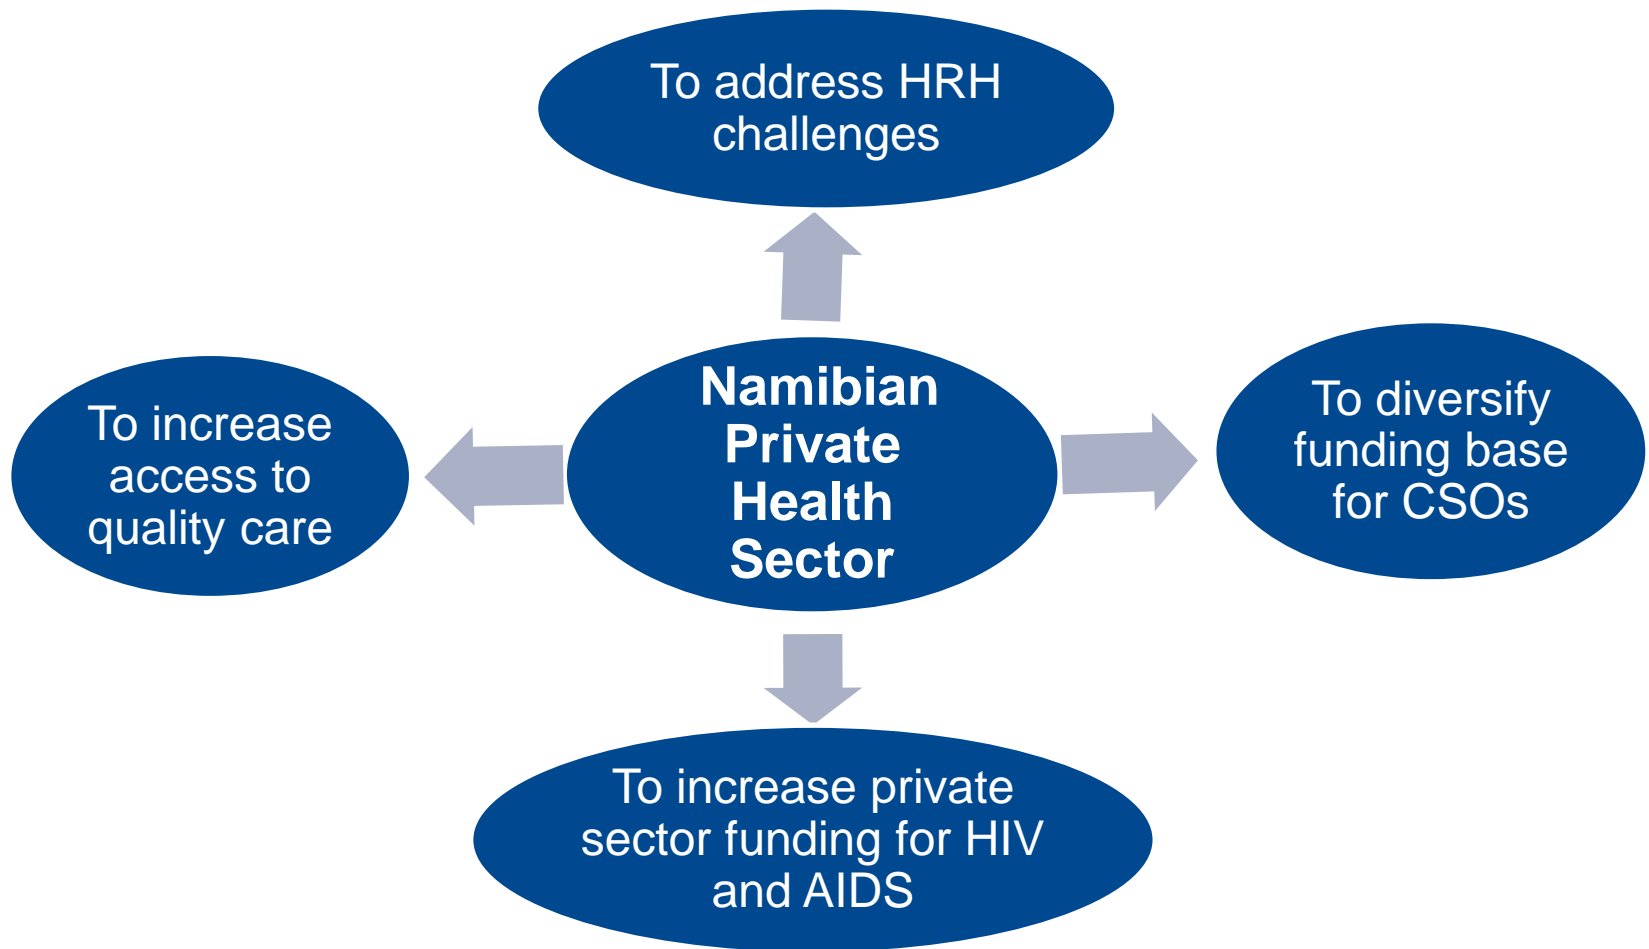 To address HRH
challenges
To increase
access to
quality care
Namibian
Private
Health
Sector
To diversify
funding base
for CSOs
To increase private
sector funding for HIV
and AIDS